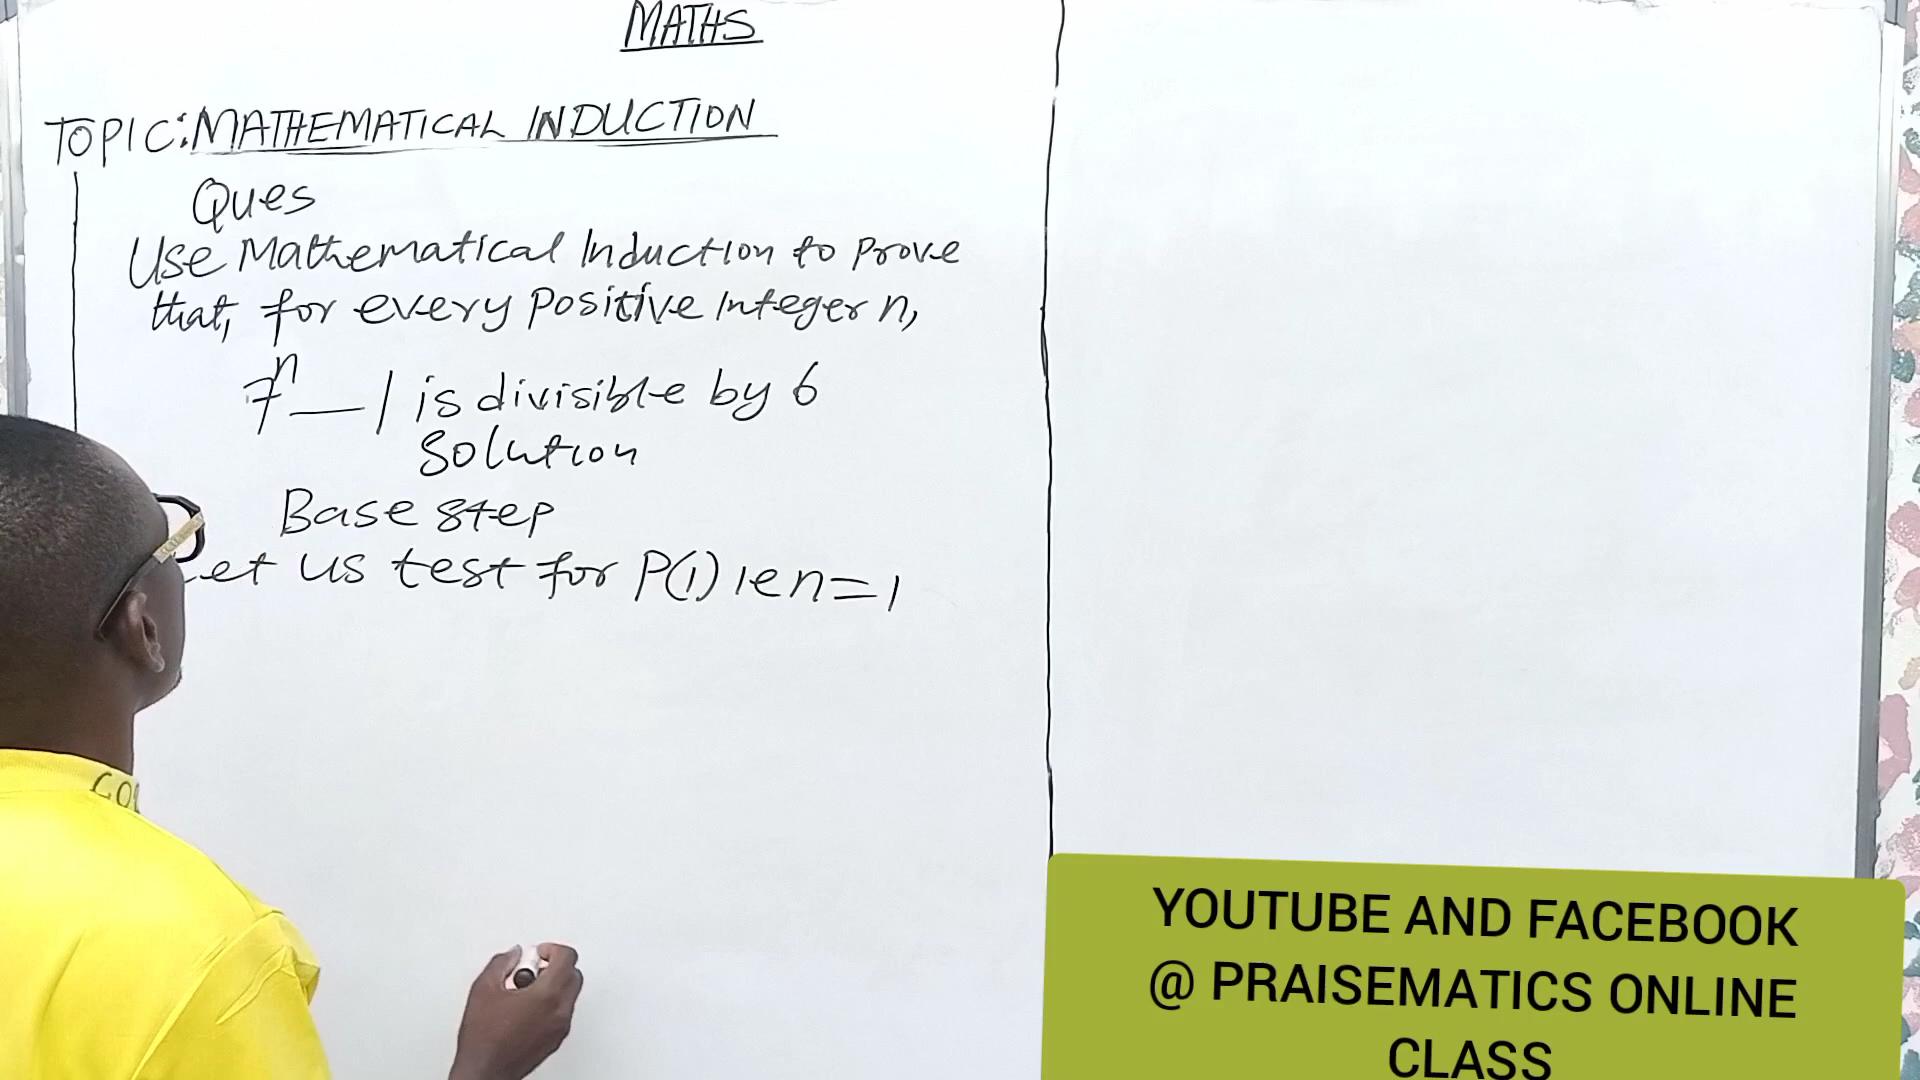 MATHS
TOPIC: MATHEMATICAL INDUCTION
Ques
Use Mathematical Induction to prove
that, for every positive Integer n,
7ⁿ — 1 is divisible by 6
Solution
Base step
et us test for P(1) ie n = 1
YOUTUBE AND FACEBOOK
@ PRAISEMATICS ONLINE
CLASS